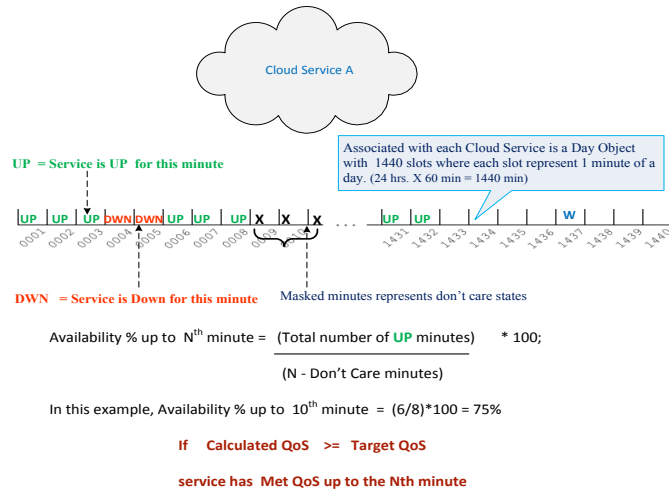 Cloud Service A
Associated with each Cloud Service is a Day Object
with 1440 slots where each slot represent 1 minute of a
day. (24 hrs. X 60 min = 1440 min)
UP = Service is UP for this minute
UP UP UP DWN DWN UP UP UP X X X . . . UP UP W
0001 0002 0003 0004 0005 0006 0007 0008 0009 0010 1431 1432 1433 1434 1435 1436 1437 1438 1439 1440
DWN = Service is Down for this minute
Masked minutes represents don't care states
Availability % up to Nth minute = (Total number of UP minutes) * 100;
(N - Don't Care minutes)
In this example, Availability % up to 10th minute = (6/8)*100 = 75%
If Calculated QoS >= Target QoS
service has Met QoS up to the Nth minute